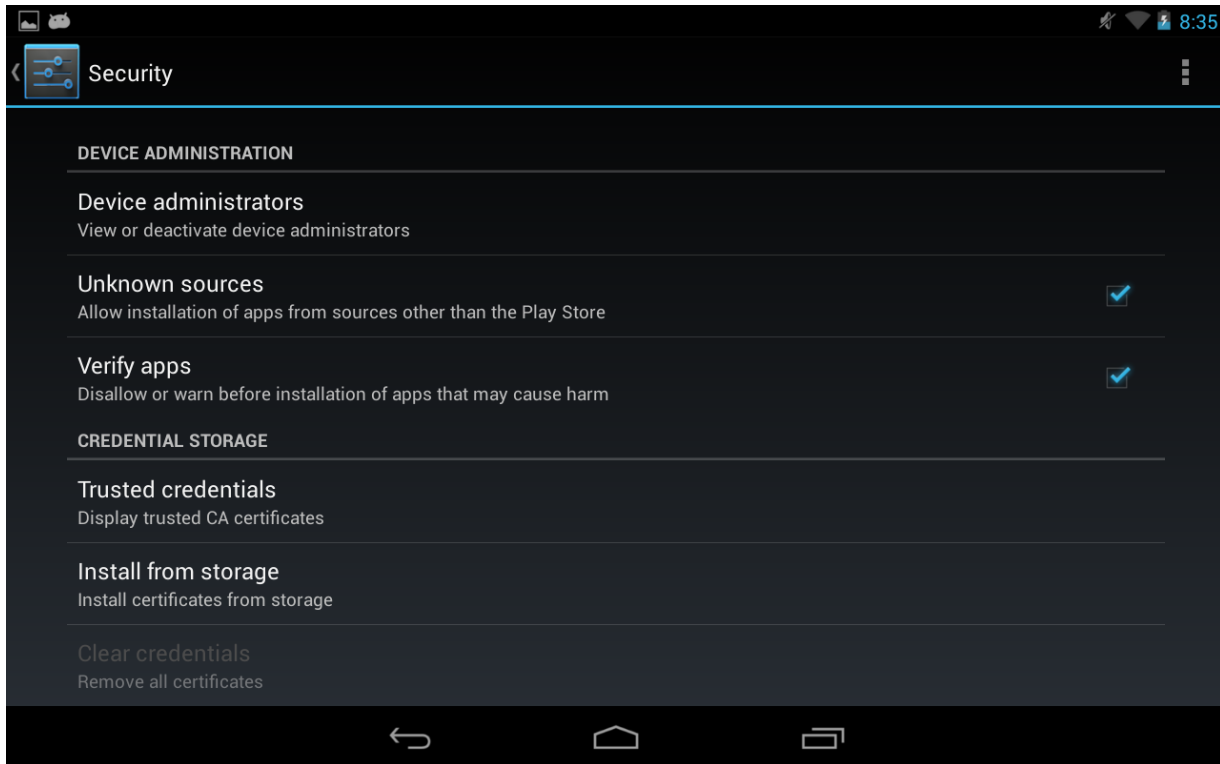 8:35
Security
DEVICE ADMINISTRATION
Device administrators
View or deactivate device administrators
Unknown sources
Allow installation of apps from sources other than the Play Store
Verify apps
Disallow or warn before installation of apps that may cause harm
CREDENTIAL STORAGE
Trusted credentials
Display trusted CA certificates
Install from storage
Install certificates from storage
Clear credentials
Remove all certificates